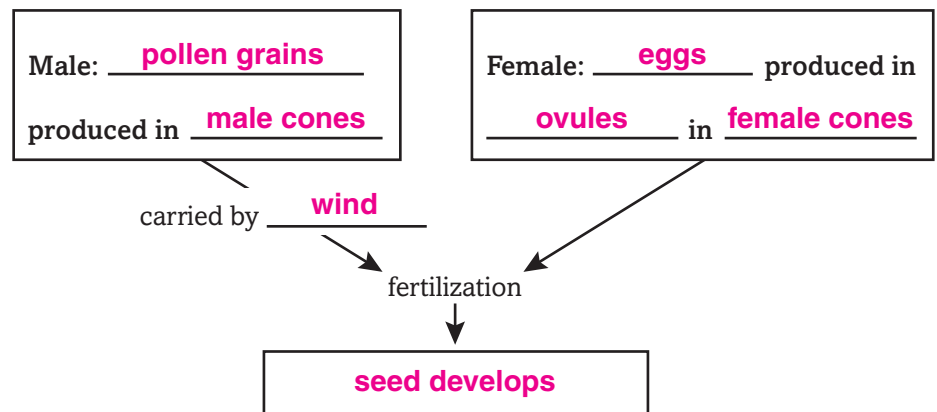 Male: pollen grains
produced in male cones
Female: eggs produced in
ovules in female cones
carried by wind
fertilization
seed develops